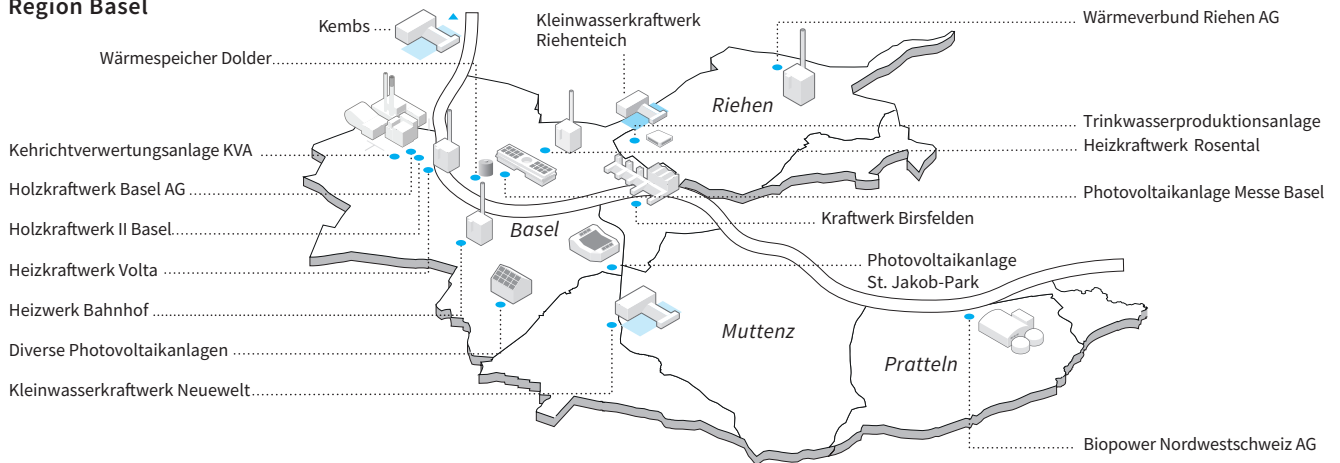 Region Basel
Kembs
Kleinwasserkraftwerk
Riehenteich
Wärmeverbund Riehen AG
Wärmespeicher Dolder
Riehen
Trinkwasserproduktionsanlage
Heizkraftwerk Rosental
Kehrichtverwertungsanlage KVA
Holzkraftwerk Basel AG
Photovoltaikanlage Messe Basel
Kraftwerk Birsfelden
Holzkraftwerk II Basel
Basel
Heizkraftwerk Volta
Photovoltaikanlage
St. Jakob-Park
Heizwerk Bahnhof
Muttenz
Diverse Photovoltaikanlagen
Pratteln
Kleinwasserkraftwerk Neuewelt
Biopower Nordwestschweiz AG